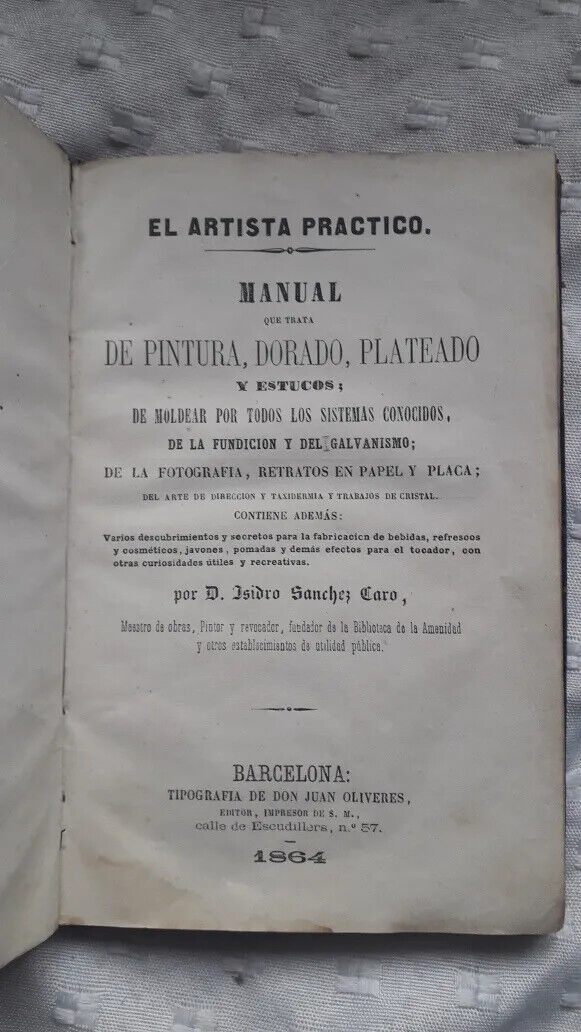 EL ARTISTA PRACTICO.
MANUAL
QUE TRATA
DE PINTURA, DORADO, PLATEADO
Y ESTUCOS;
DE MOLDEAR POR TODOS LOS SISTEMAS CONOCIDOS,
DE LA FUNDICION Y DEL GALVANISMO;
DE LA FOTOGRAFIA, RETRATOS EN PAPEL Y PLACA;
DEL ARTE DE DIRECCION Y TAXIDERMIA Y TRABAJOS DE CRISTAL.
CONTIENE ADEMÁS:
Varios descubrimientos y secretos para la fabricacion de bebidas, refrescos
y cosméticos, javones, pomadas y demás efectos para el tocador, con
otras curiosidades útiles y recreativas.
por D. Isidro Sanchez Caro,
Maestro de obras, Pintor y revocador, fundador de la Biblioteca de la Amenidad
y otros establecimientos de utilidad pública.
BARCELONA:
TIPOGRAFIA DE DON JUAN OLIVERES,
EDITOR, IMPRESOR DE S. M.,
calle de Escudillers, n.º 57.
1864